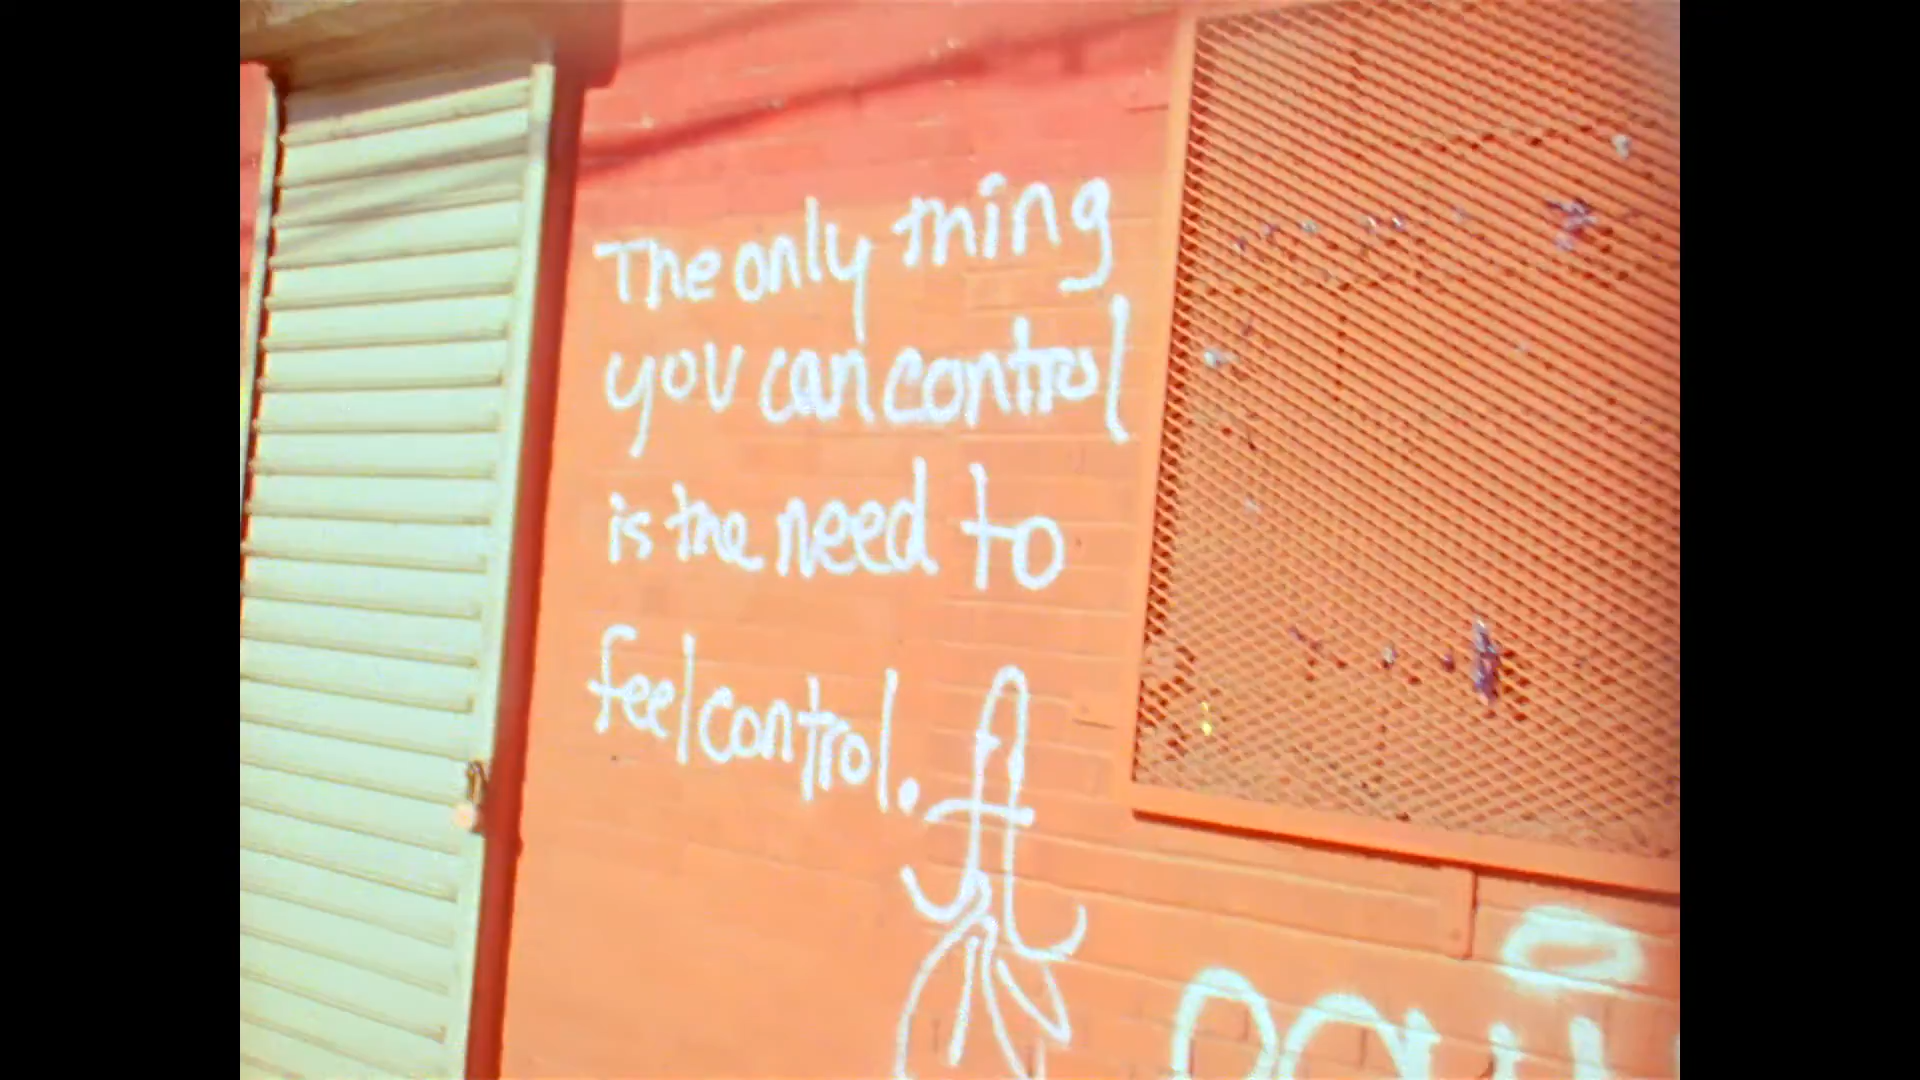 The only thing
you can control
is the need to
feel control.